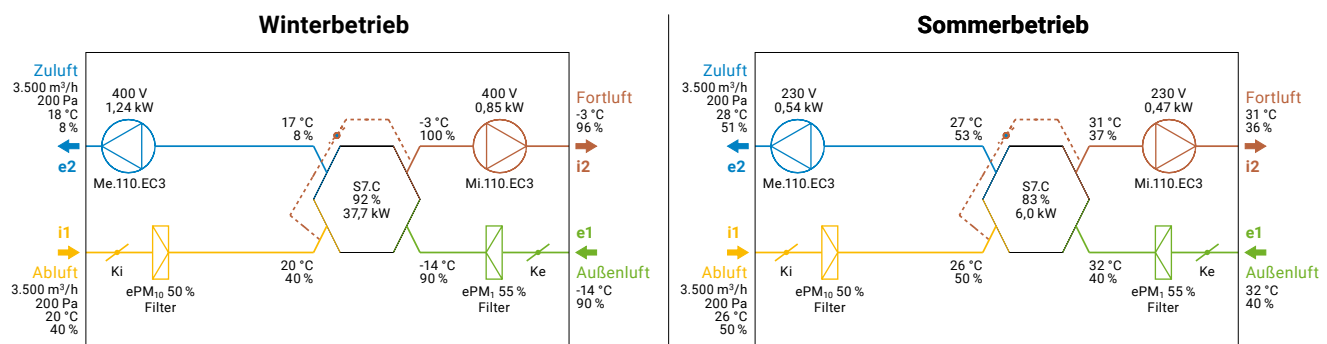 Winterbetrieb
Zuluft
3.500 m³/h
200 Pa
18 °C
8 %
e2
400 V
1,24 kW
Me.110.EC3
17 °C
8 %
-3 °C
100 %
400 V
0,85 kW
Mi.110.EC3
Fortluft
-3 °C
96 %
i2
S7.C
92 %
37,7 kW
i1
Abluft
3.500 m³/h
200 Pa
20 °C
40 %
Ki
ePM₁₀ 50 %
Filter
20 °C
40 %
-14 °C
90 %
ePM₁ 55 %
Filter
Ke
e1
Außenluft
-14 °C
90 %
Sommerbetrieb
Zuluft
3.500 m³/h
200 Pa
28 °C
51 %
e2
230 V
0,54 kW
Me.110.EC3
27 °C
53 %
31 °C
37 %
230 V
0,47 kW
Mi.110.EC3
Fortluft
31 °C
36 %
i2
S7.C
83 %
6,0 kW
i1
Abluft
3.500 m³/h
200 Pa
26 °C
50 %
Ki
ePM₁₀ 50 %
Filter
26 °C
50 %
32 °C
40 %
ePM₁ 55 %
Filter
Ke
e1
Außenluft
32 °C
40 %